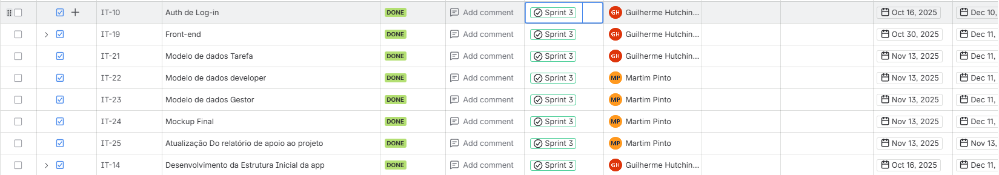 IT-10 Auth de Log-in DONE Add comment Sprint 3 GH Guilherme Hutchin... Oct 16, 2025 Dec 10,
IT-19 Front-end DONE Add comment Sprint 3 GH Guilherme Hutchin... Oct 30, 2025 Dec 11,
IT-21 Modelo de dados Tarefa DONE Add comment Sprint 3 GH Guilherme Hutchin... Nov 13, 2025 Dec 11,
IT-22 Modelo de dados developer DONE Add comment Sprint 3 MP Martim Pinto Nov 13, 2025 Dec 11,
IT-23 Modelo de dados Gestor DONE Add comment Sprint 3 MP Martim Pinto Nov 13, 2025 Dec 11,
IT-24 Mockup Final DONE Add comment Sprint 3 MP Martim Pinto Nov 13, 2025 Dec 11,
IT-25 Atualização Do relatório de apoio ao projeto DONE Add comment Sprint 3 MP Martim Pinto Nov 13, 2025 Nov 13,
IT-14 Desenvolvimento da Estrutura Inicial da app DONE Add comment Sprint 3 GH Guilherme Hutchin... Oct 16, 2025 Dec 11,